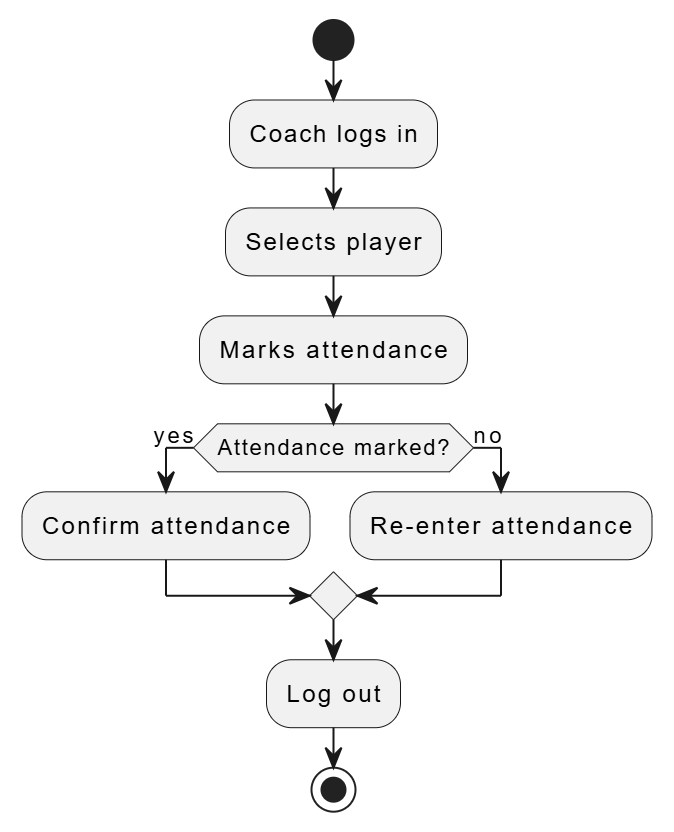 Coach logs in
Selects player
Marks attendance
yes
Attendance marked?
no
Confirm attendance
Re-enter attendance
Log out